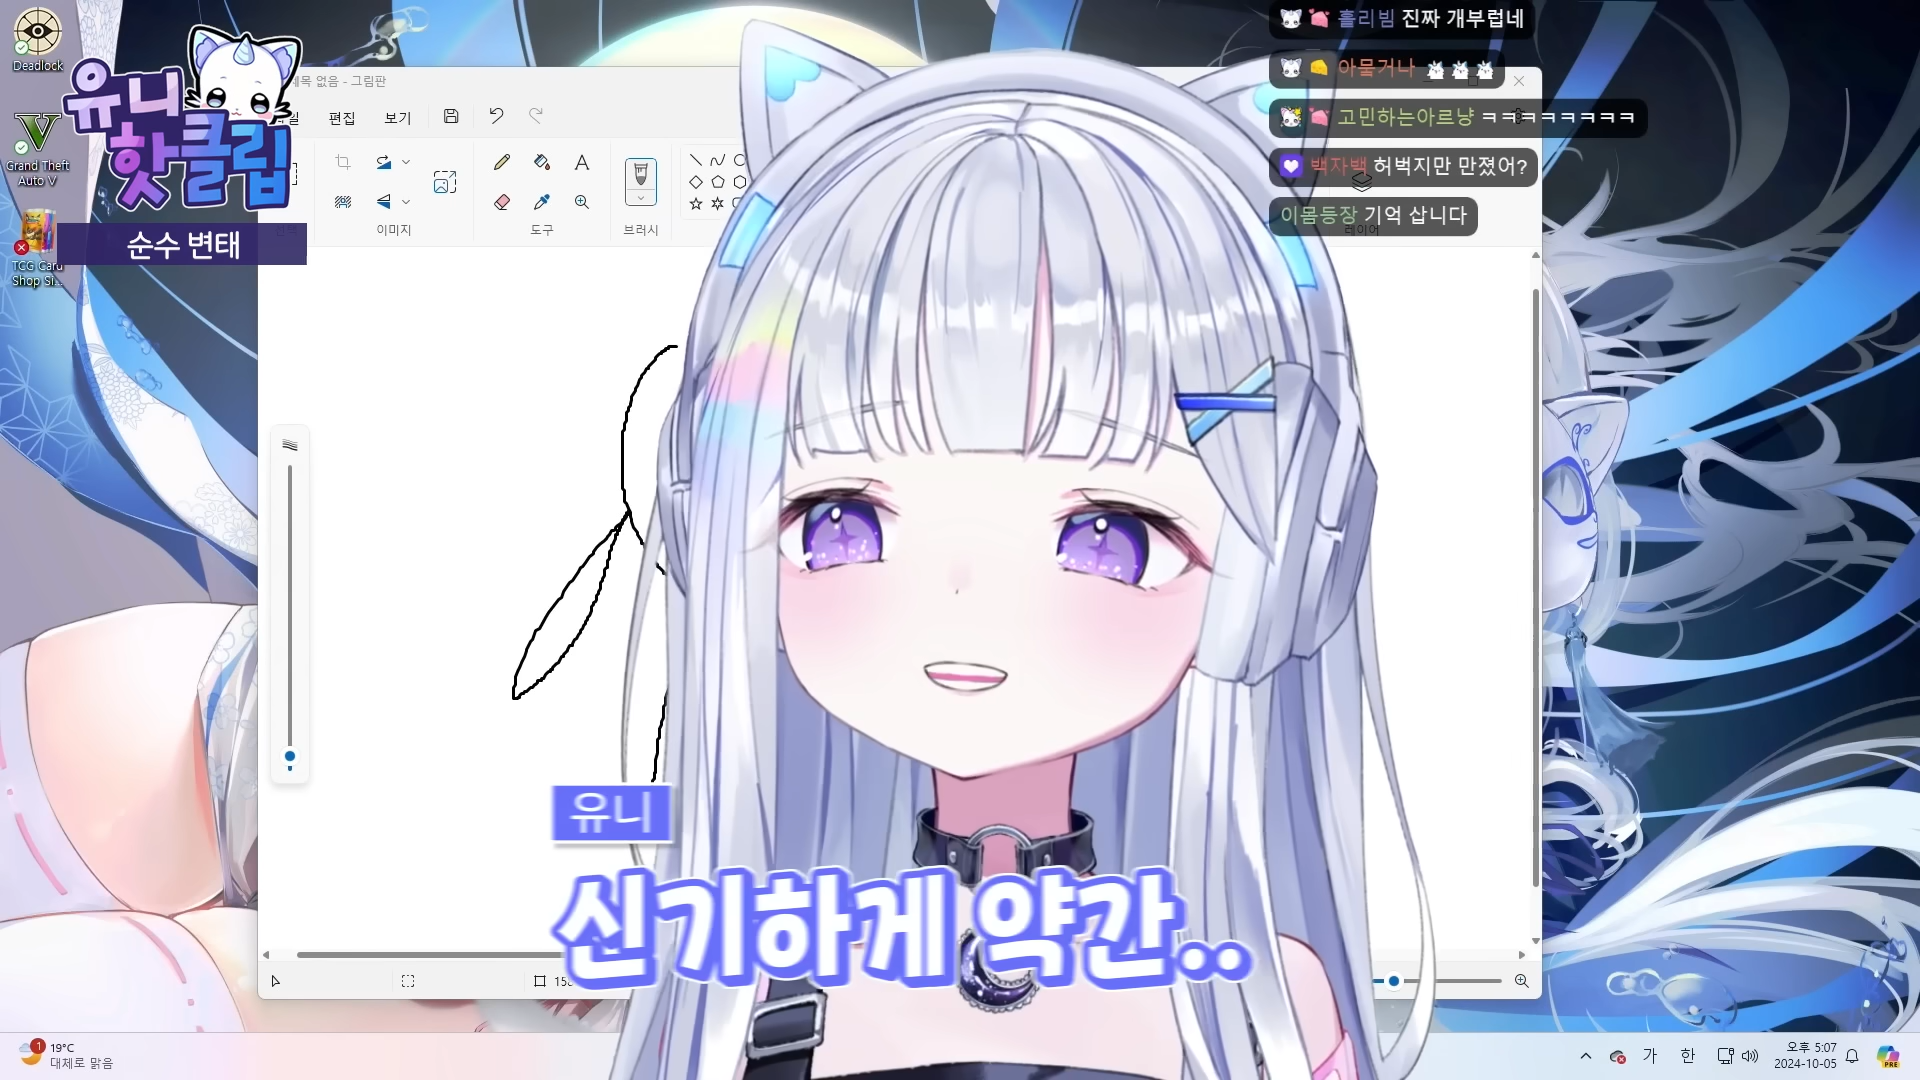 Deadlock
Grand Theft
Auto V
TCG Card
Shop Si...
유니
핫클립
순수 변태
제목 없음 - 그림판
편집
보기
이미지
도구
브러시
레이어
홀리빔 진짜 개부럽네
아묻거나
고민하는아르냥 ㅋㅋㅋㅋㅋㅋㅋㅋ
백자백 허벅지만 만졌어?
이몸등장 기억 삽니다
유니
신기하게 약간..
1
19°C
대체로 맑음
가
한
오후 5:07
2024-10-05
PRE